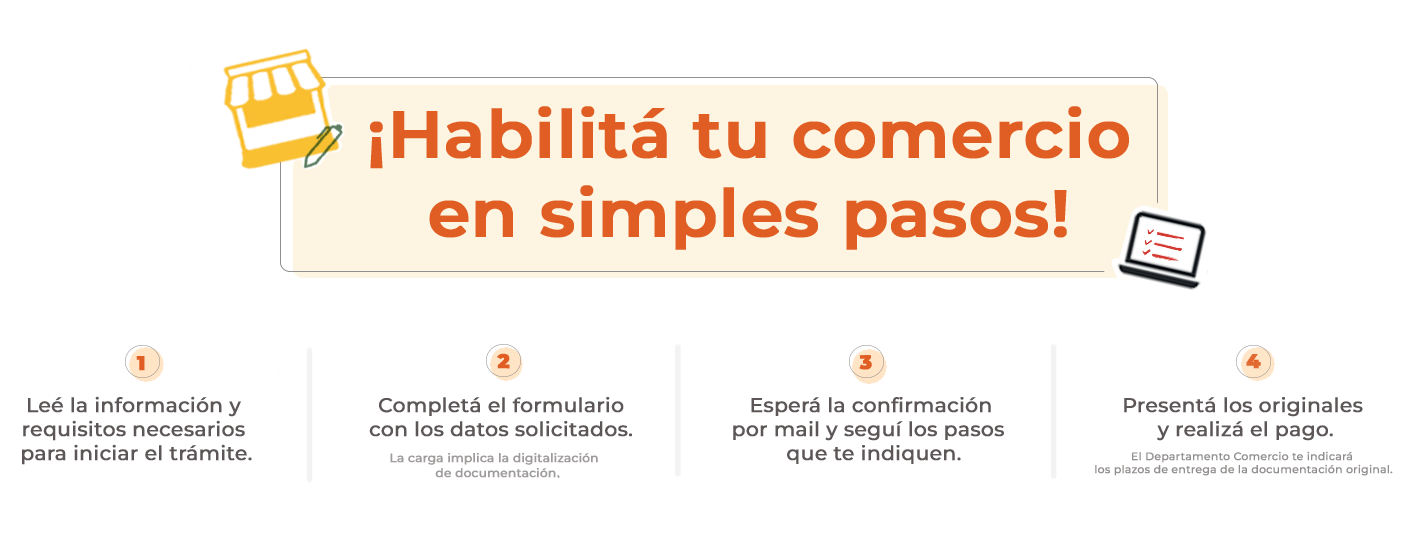 ¡Habilitá tu comercio
en simples pasos!
1
Leé la información y
requisitos necesarios
para iniciar el trámite.
2
Completá el formulario
con los datos solicitados.
La carga implica la digitalización
de documentación.
3
Esperá la confirmación
por mail y seguí los pasos
que te indiquen.
4
Presentá los originales
y realizá el pago.
El Departamento Comercio te indicará
los plazos de entrega de la documentación original.